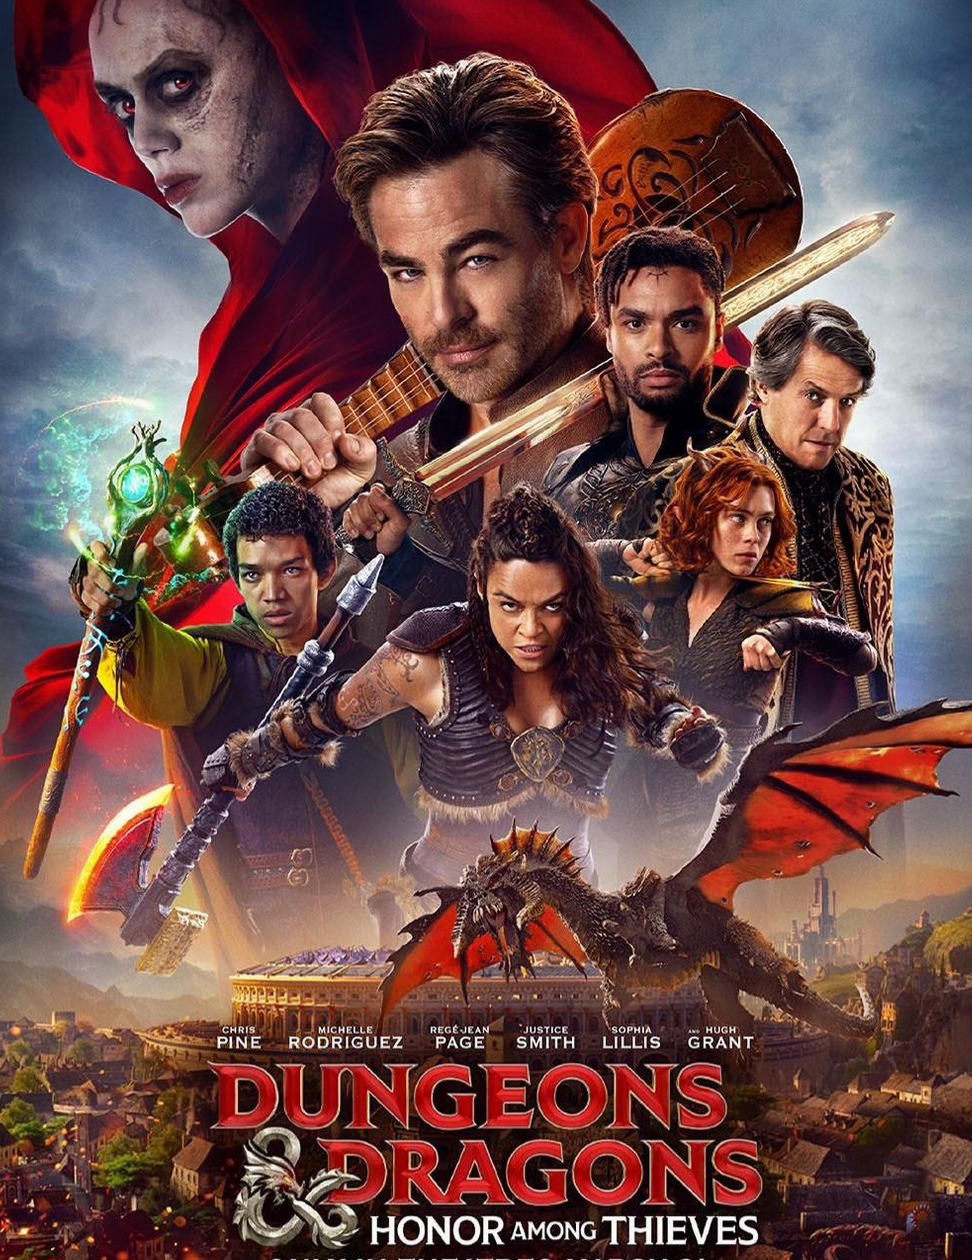 CHRIS PINE MICHELLE RODRIGUEZ REGÉ-JEAN PAGE JUSTICE SMITH SOPHIA LILLIS AND HUGH GRANT
DUNGEONS
& DRAGONS
HONOR AMONG THIEVES